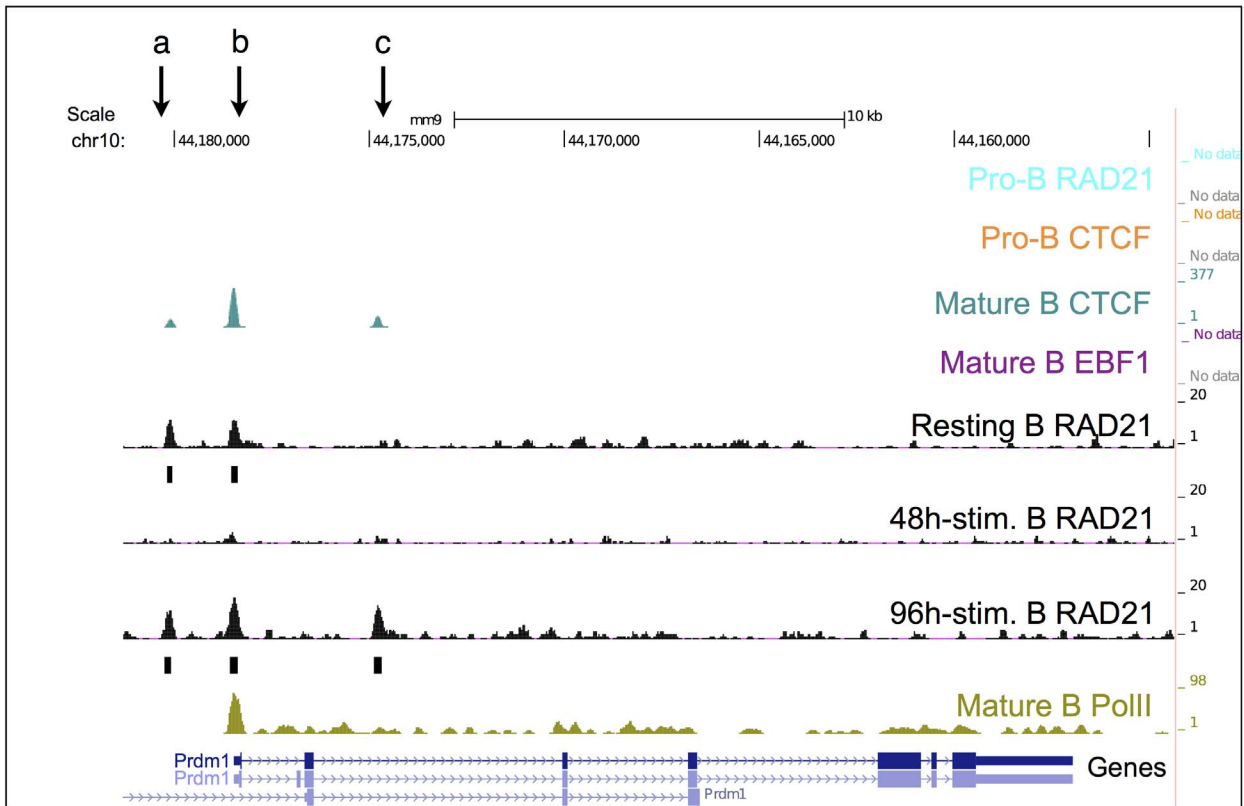 a b c
Scale mm9 10 kb
chr10: 44,180,000 44,175,000 44,170,000 44,165,000 44,160,000
No data
Pro-B RAD21
No data
No data
Pro-B CTCF
No data
377
Mature B CTCF
1
No data
Mature B EBF1
No data
20
Resting B RAD21
1
20
48h-stim. B RAD21
1
20
96h-stim. B RAD21
1
98
Mature B PolII
1
Prdm1
Prdm1 Genes
Prdm1